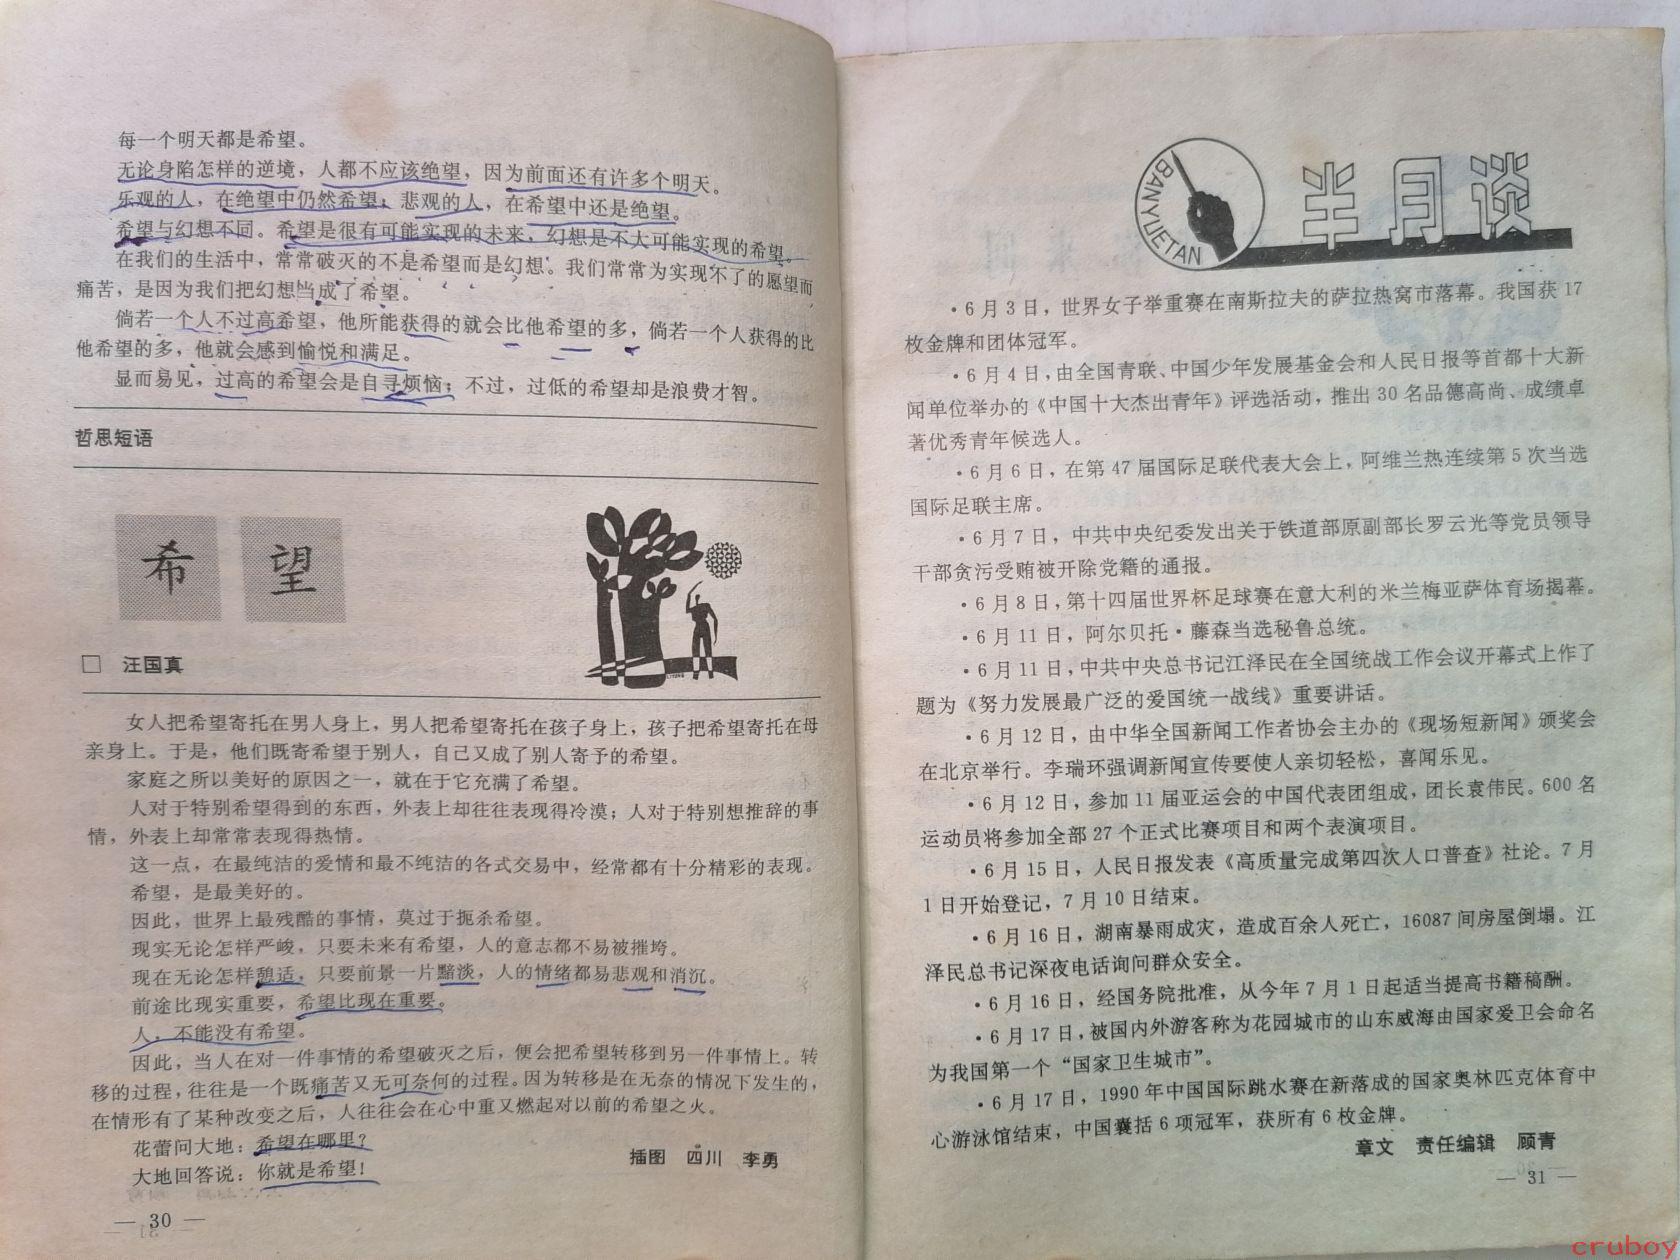 每一个明天都是希望。
无论身陷怎样的逆境，人都不应该绝望，因为前面还有许多个明天。
乐观的人，在绝望中仍然希望；悲观的人，在希望中还是绝望。
希望与幻想不同。希望是很有可能实现的未来，幻想是不大可能实现的希望。
在我们的生活中，常常破灭的不是希望而是幻想。我们常常为实现不了的愿望而
痛苦，是因为我们把幻想当成了希望。
倘若一个人不过高希望，他所能获得的就会比他希望的多，倘若一个人获得的比
他希望的多，他就会感到愉悦和满足。
显而易见，过高的希望会是自寻烦恼；不过，过低的希望却是浪费才智。
哲思短语
希 望
□ 汪国真
女人把希望寄托在男人身上，男人把希望寄托在孩子身上，孩子把希望寄托在母
亲身上。于是，他们既寄希望于别人，自己又成了别人寄予的希望。
家庭之所以美好的原因之一，就在于它充满了希望。
人对于特别希望得到的东西，外表上却往往表现得冷漠；人对于特别想推辞的事
情，外表上却常常表现得热情。
这一点，在最纯洁的爱情和最不纯洁的各式交易中，经常都有十分精彩的表现。
希望，是最美好的。
因此，世界上最残酷的事情，莫过于扼杀希望。
现实无论怎样严峻，只要未来有希望，人的意志都不易被摧垮。
现在无论怎样憩适，只要前景一片黯淡，人的情绪都易悲观和消沉。
前途比现实重要，希望比现在重要。
人，不能没有希望。
因此，当人在对一件事情的希望破灭之后，便会把希望转移到另一件事情上。转
移的过程，往往是一个既痛苦又无可奈何的过程。因为转移是在无奈的情况下发生的，
在情形有了某种改变之后，人往往会在心中重又燃起对以前的希望之火。
花蕾问大地：希望在哪里？
大地回答说：你就是希望！
插图 四川 李勇
— 30 —
BANYUETAN
半月谈
·6月3日，世界女子举重赛在南斯拉夫的萨拉热窝市落幕。我国获17
枚金牌和团体冠军。
·6月4日，由全国青联、中国少年发展基金会和人民日报等首都十大新
闻单位举办的《中国十大杰出青年》评选活动，推出30名品德高尚、成绩卓
著优秀青年候选人。
·6月6日，在第47届国际足联代表大会上，阿维兰热连续第5次当选
国际足联主席。
·6月7日，中共中央纪委发出关于铁道部原副部长罗云光等党员领导
干部贪污受贿被开除党籍的通报。
·6月8日，第十四届世界杯足球赛在意大利的米兰梅亚萨体育场揭幕。
·6月11日，阿尔贝托·藤森当选秘鲁总统。
·6月11日，中共中央总书记江泽民在全国统战工作会议开幕式上作了
题为《努力发展最广泛的爱国统一战线》重要讲话。
·6月12日，由中华全国新闻工作者协会主办的《现场短新闻》颁奖会
在北京举行。李瑞环强调新闻宣传要使人亲切轻松，喜闻乐见。
·6月12日，参加11届亚运会的中国代表团组成，团长袁伟民。600名
运动员将参加全部27个正式比赛项目和两个表演项目。
·6月15日，人民日报发表《高质量完成第四次人口普查》社论。7月
1日开始登记，7月10日结束。
·6月16日，湖南暴雨成灾，造成百余人死亡，16087间房屋倒塌。江
泽民总书记深夜电话询问群众安全。
·6月16日，经国务院批准，从今年7月1日起适当提高书籍稿酬。
·6月17日，被国内外游客称为花园城市的山东威海由国家爱卫会命名
为我国第一个“国家卫生城市”。
·6月17日，1990年中国国际跳水赛在新落成的国家奥林匹克体育中
心游泳馆结束，中国囊括6项冠军，获所有6枚金牌。
章文 责任编辑 顾青
— 31 —
cruboy